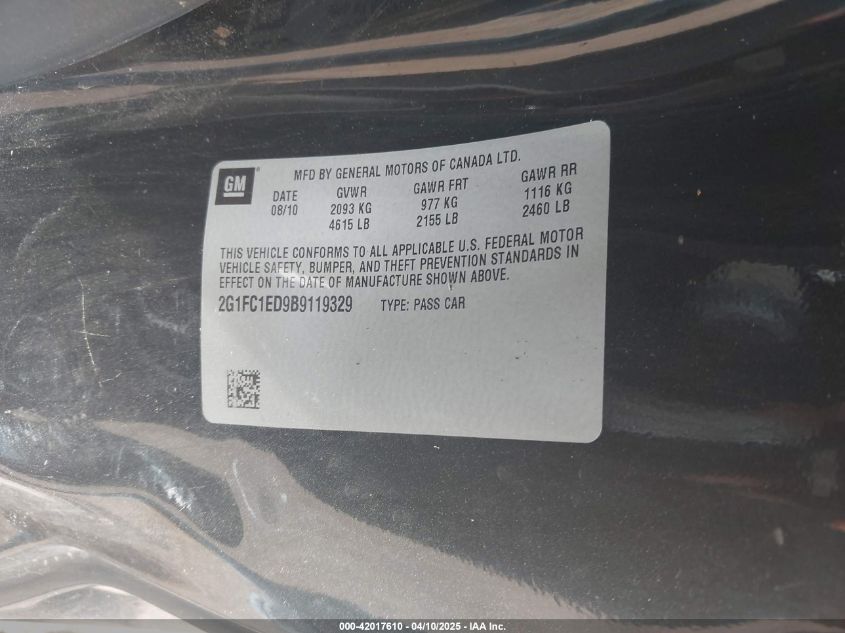 GM
MFD BY GENERAL MOTORS OF CANADA LTD.
DATE GVWR GAWR FRT GAWR RR
08/10 2093 KG 977 KG 1116 KG
4615 LB 2155 LB 2460 LB
THIS VEHICLE CONFORMS TO ALL APPLICABLE U.S. FEDERAL MOTOR
VEHICLE SAFETY, BUMPER, AND THEFT PREVENTION STANDARDS IN
EFFECT ON THE DATE OF MANUFACTURE SHOWN ABOVE.
2G1FC1ED9B9119329 TYPE: PASS CAR
000-42017610 - 04/10/2025 - IAA Inc.